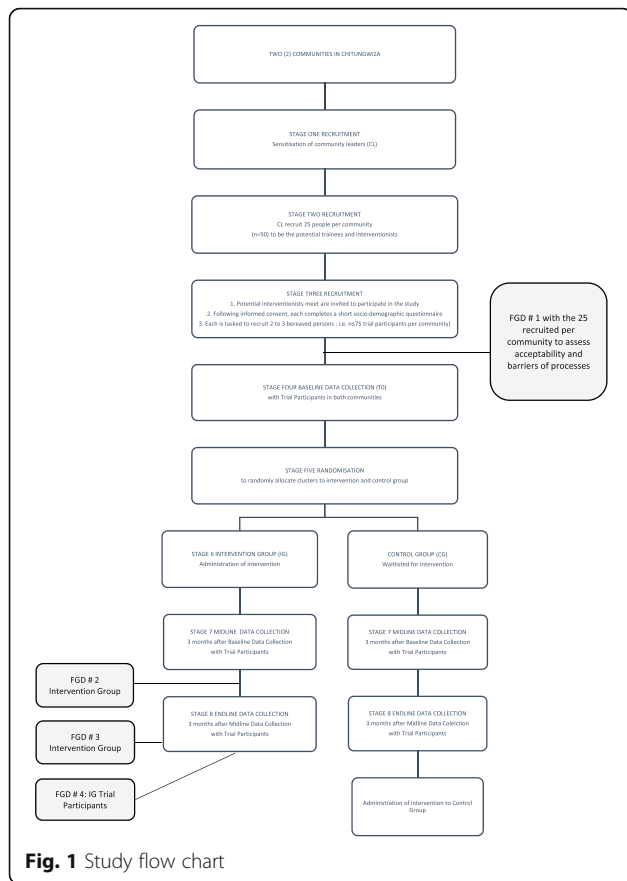 TWO (2) COMMUNITIES IN CHITUNGWIZA
STAGE ONE RECRUITMENT
Sensitisation of community leaders (CL)
STAGE TWO RECRUITMENT
CL recruit 25 people per community
(n=50) to be the potential trainees and interventionists
STAGE THREE RECRUITMENT
1. Potential interventionists meet are invited to participate in the study
2. Following informed consent, each completes a short socio-demographic questionnaire
3. Each is tasked to recruit 2 to 3 bereaved persons : i.e. n≤75 trial participants per community)
FGD # 1 with the 25
recruited per
community to assess
acceptability and
barriers of processes
STAGE FOUR BASELINE DATA COLLECTION (T0)
with Trial Participants in both communities
STAGE FIVE RANDOMISATION
to randomly allocate clusters to intervention and control group
STAGE 6 INTERVENTION GROUP (IG)
Administration of intervention
CONTROL GROUP (CG)
Waitlisted for Intervention
STAGE 7 MIDLINE DATA COLLECTION
3 months after Baseline Data Collection
with Trial Participants
STAGE 7 MIDLINE DATA COLLECTION
3 months after Baseline Data Collection
with Trial Participants
FGD # 2
Intervention Group
STAGE 8 ENDLINE DATA COLLECTION
3 months after Midline Data Collection
with Trial Participants
STAGE 8 ENDLINE DATA COLLECTION
3 months after Midline Data Colelction
with Trial Participants
FGD # 3
Intervention Group
FGD # 4: IG Trial
Participants
Administration of intervention to Control
Group
Fig. 1 Study flow chart